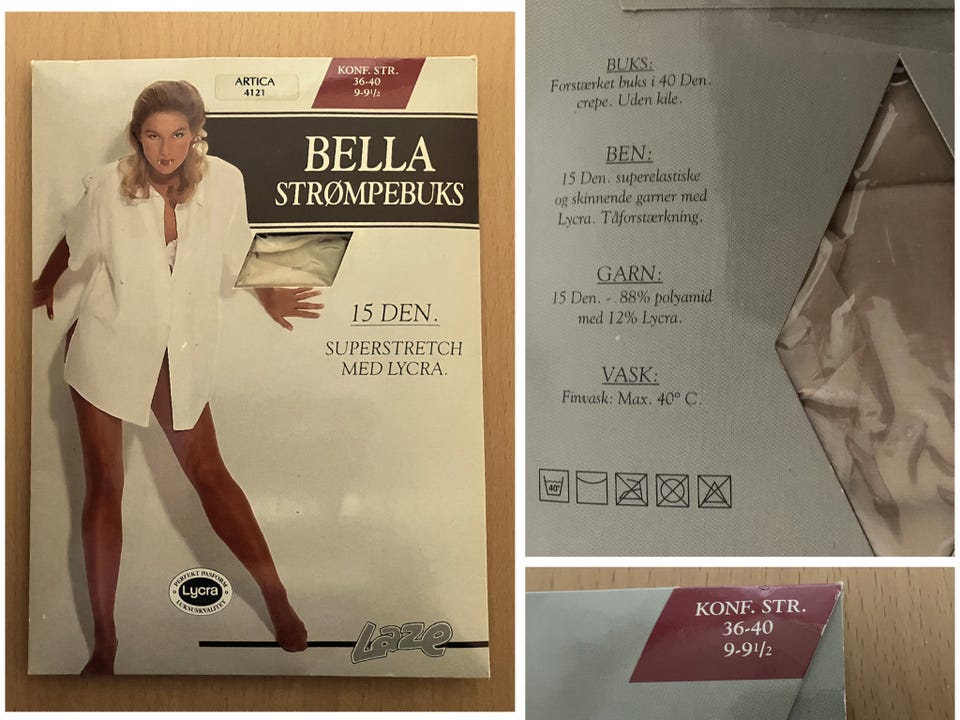 ARTICA
4121
KONF. STR.
36-40
9-9½
BELLA
STRØMPEBUKS
15 DEN.
SUPERSTRETCH
MED LYCRA.
PERFEKT PASFORM
Lycra
LUKSUSKVALITET
Laze
BUKS:
Forstærket buks i 40 Den.
crepe. Uden kile.
BEN:
15 Den. superelastiske
og skinnende garner med
Lycra. Tåforstærkning.
GARN:
15 Den. - 88% polyamid
med 12% Lycra.
VASK:
Finvask: Max. 40° C.
40°
KONF. STR.
36-40
9-9½